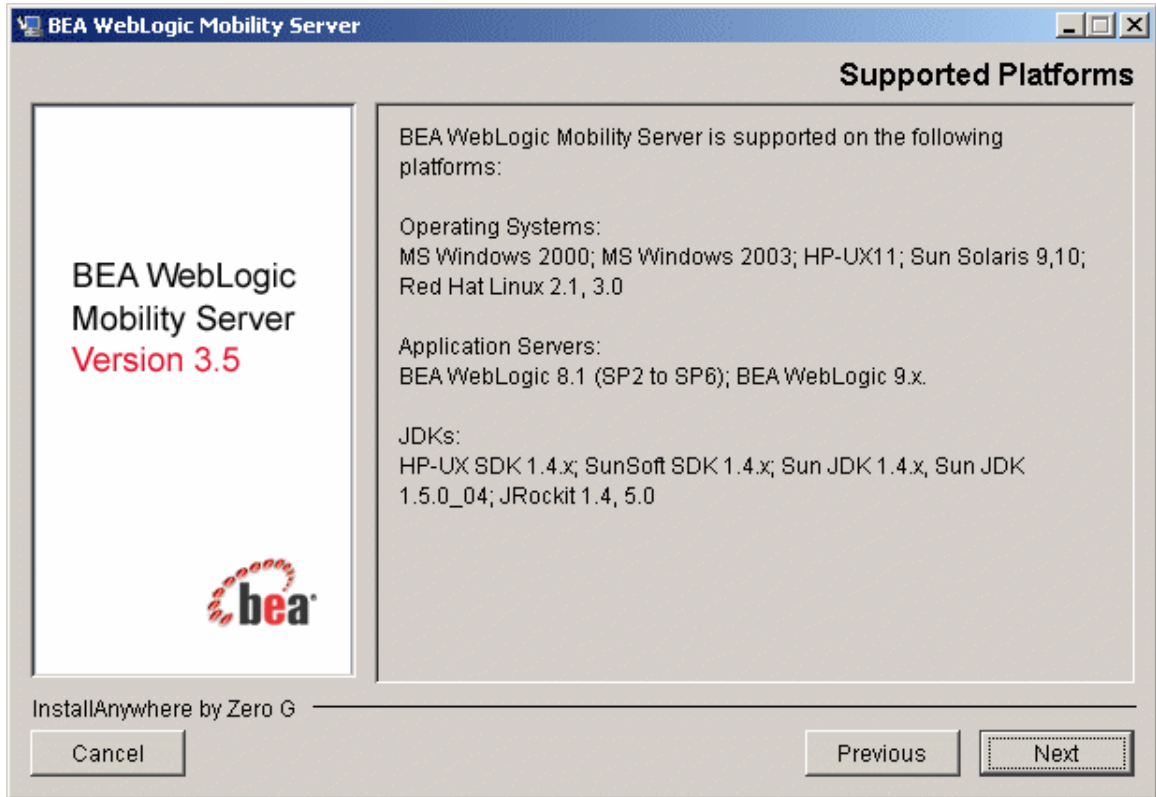 BEA WebLogic Mobility Server
Supported Platforms
BEA WebLogic
Mobility Server
Version 3.5
bea
BEA WebLogic Mobility Server is supported on the following
platforms:
Operating Systems:
MS Windows 2000; MS Windows 2003; HP-UX11; Sun Solaris 9,10;
Red Hat Linux 2.1, 3.0
Application Servers:
BEA WebLogic 8.1 (SP2 to SP6); BEA WebLogic 9.x.
JDKs:
HP-UX SDK 1.4.x; SunSoft SDK 1.4.x; Sun JDK 1.4.x, Sun JDK
1.5.0_04; JRockit 1.4, 5.0
InstallAnywhere by Zero G
Cancel
Previous
Next